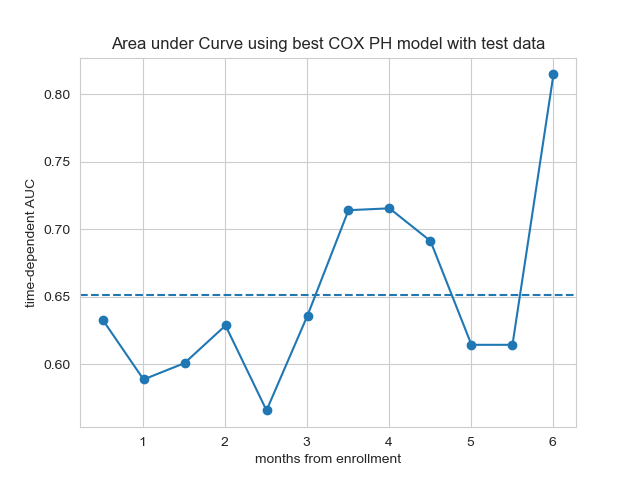 Area under Curve using best COX PH model with test data
0.80
0.75
0.70
0.65
0.60
time-dependent AUC
1 2 3 4 5 6
months from enrollment